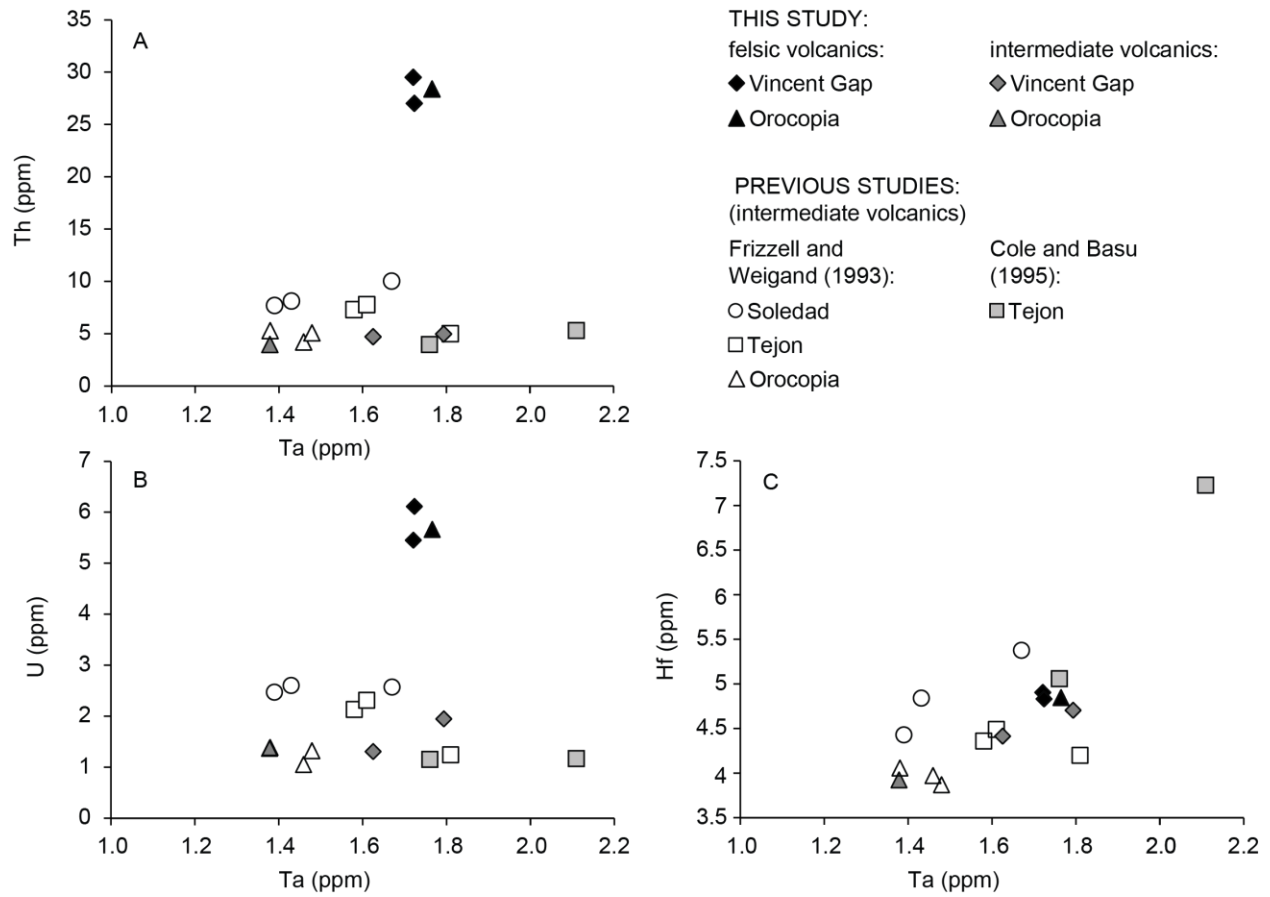 A
35
30
25
20
15
10
5
0
Th (ppm)
1.0 1.2 1.4 1.6 1.8 2.0 2.2
Ta (ppm)
THIS STUDY:
felsic volcanics:
Vincent Gap
Orocopia
intermediate volcanics:
Vincent Gap
Orocopia
PREVIOUS STUDIES:
(intermediate volcanics)
Frizzell and
Weigand (1993):
Soledad
Tejon
Orocopia
Cole and Basu
(1995):
Tejon
B
7
6
5
4
3
2
1
0
U (ppm)
1.0 1.2 1.4 1.6 1.8 2.0 2.2
Ta (ppm)
C
7.5
7
6.5
6
5.5
5
4.5
4
3.5
Hf (ppm)
1.0 1.2 1.4 1.6 1.8 2.0 2.2
Ta (ppm)